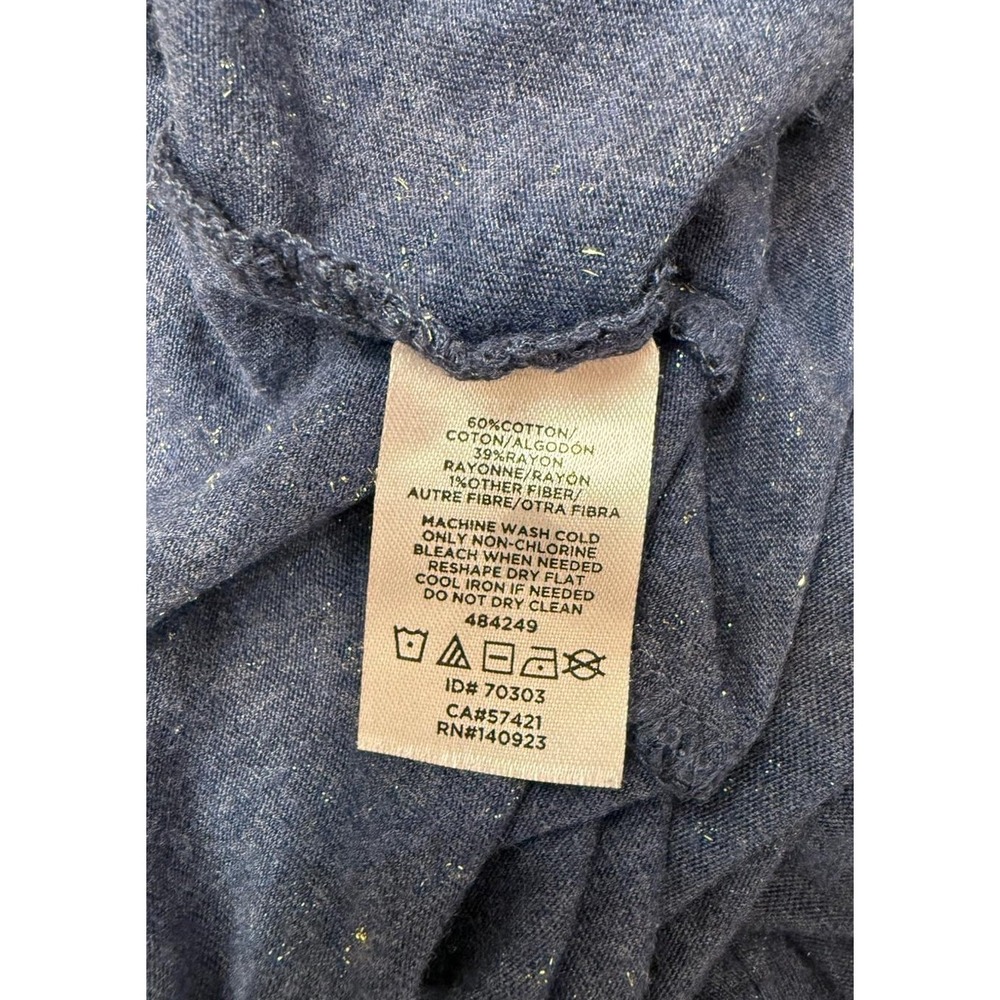 60%COTTON/
COTON/ALGODÓN
39%RAYON
RAYONNE/RAYÓN
1%OTHER FIBER/
AUTRE FIBRE/OTRA FIBRA
MACHINE WASH COLD
ONLY NON-CHLORINE
BLEACH WHEN NEEDED
RESHAPE DRY FLAT
COOL IRON IF NEEDED
DO NOT DRY CLEAN
484249
ID# 70303
CA#57421
RN#140923